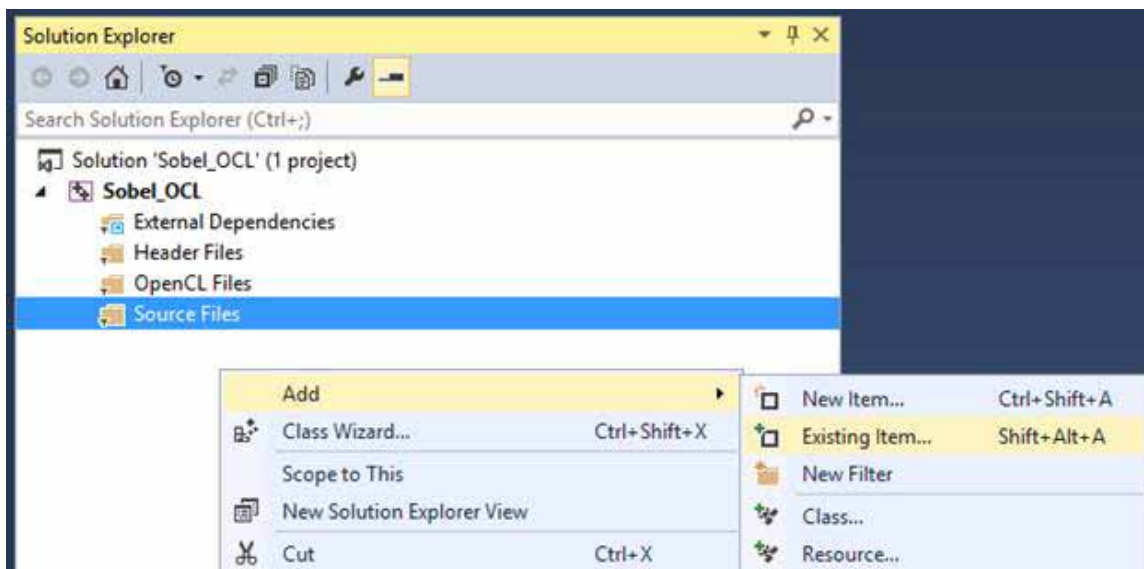 Solution Explorer
Search Solution Explorer (Ctrl+;)
Solution 'Sobel_OCL' (1 project)
Sobel_OCL
External Dependencies
Header Files
OpenCL Files
Source Files
Add
Class Wizard... Ctrl+Shift+X
Scope to This
New Solution Explorer View
Cut Ctrl+X
New Item... Ctrl+Shift+A
Existing Item... Shift+Alt+A
New Filter
Class...
Resource...